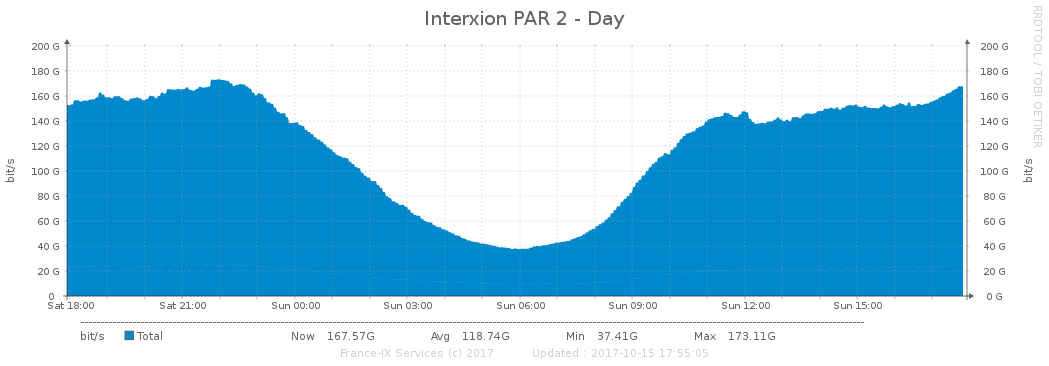 Interxion PAR 2 - Day
RRDTOOL / TOBI OETIKER
bit/s
200 G 200 G
180 G 180 G
160 G 160 G
140 G 140 G
120 G 120 G
100 G 100 G
80 G 80 G
60 G 60 G
40 G 40 G
20 G 20 G
0 0 G
bit/s
Sat 18:00 Sat 21:00 Sun 00:00 Sun 03:00 Sun 06:00 Sun 09:00 Sun 12:00 Sun 15:00
bit/s Total Now 167.57G Avg 118.74G Min 37.41G Max 173.11G
France-IX Services (c) 2017 Updated : 2017-10-15 17:55:05